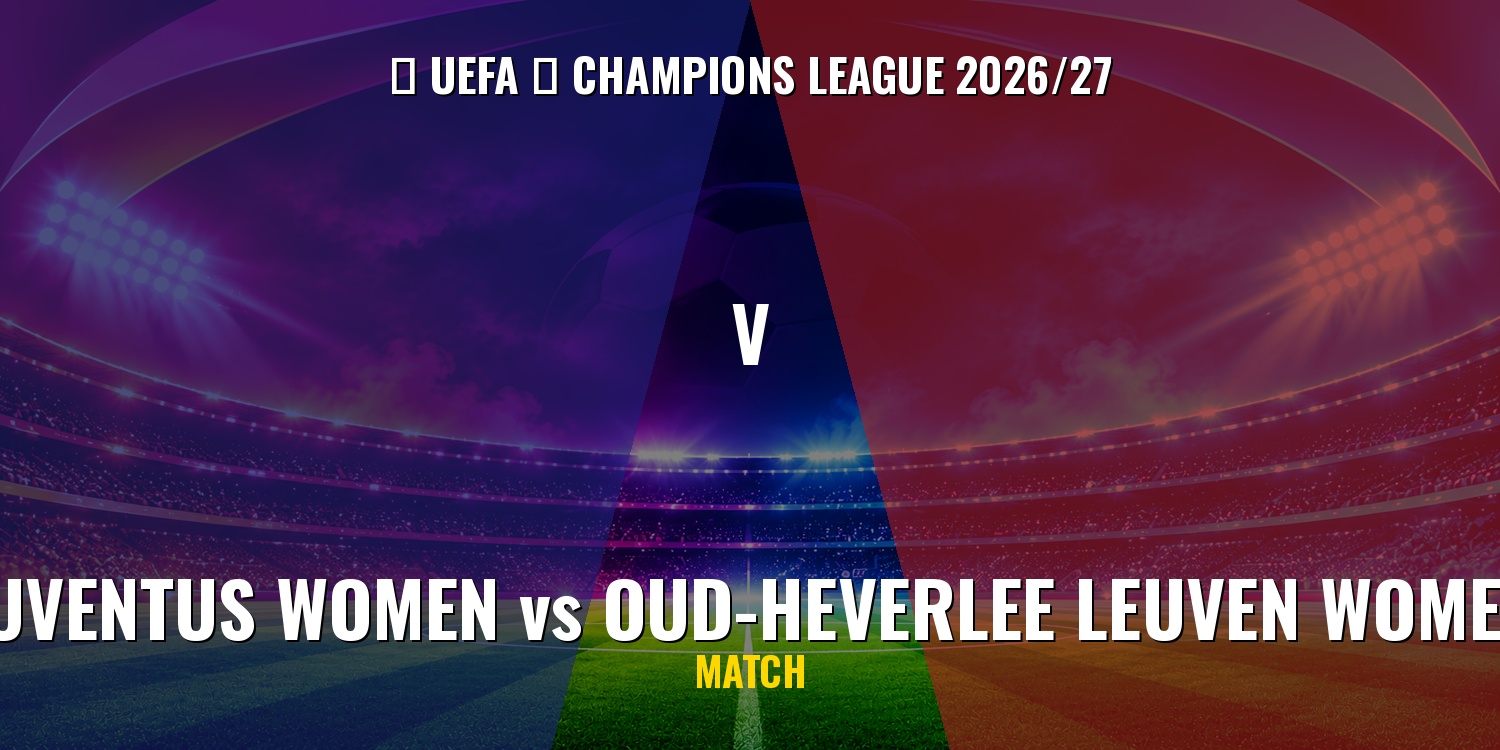 ▯ UEFA ▯ CHAMPIONS LEAGUE 2026/27
V
UVENTUS WOMEN vs OUD-HEVERLEE LEUVEN WOME
MATCH